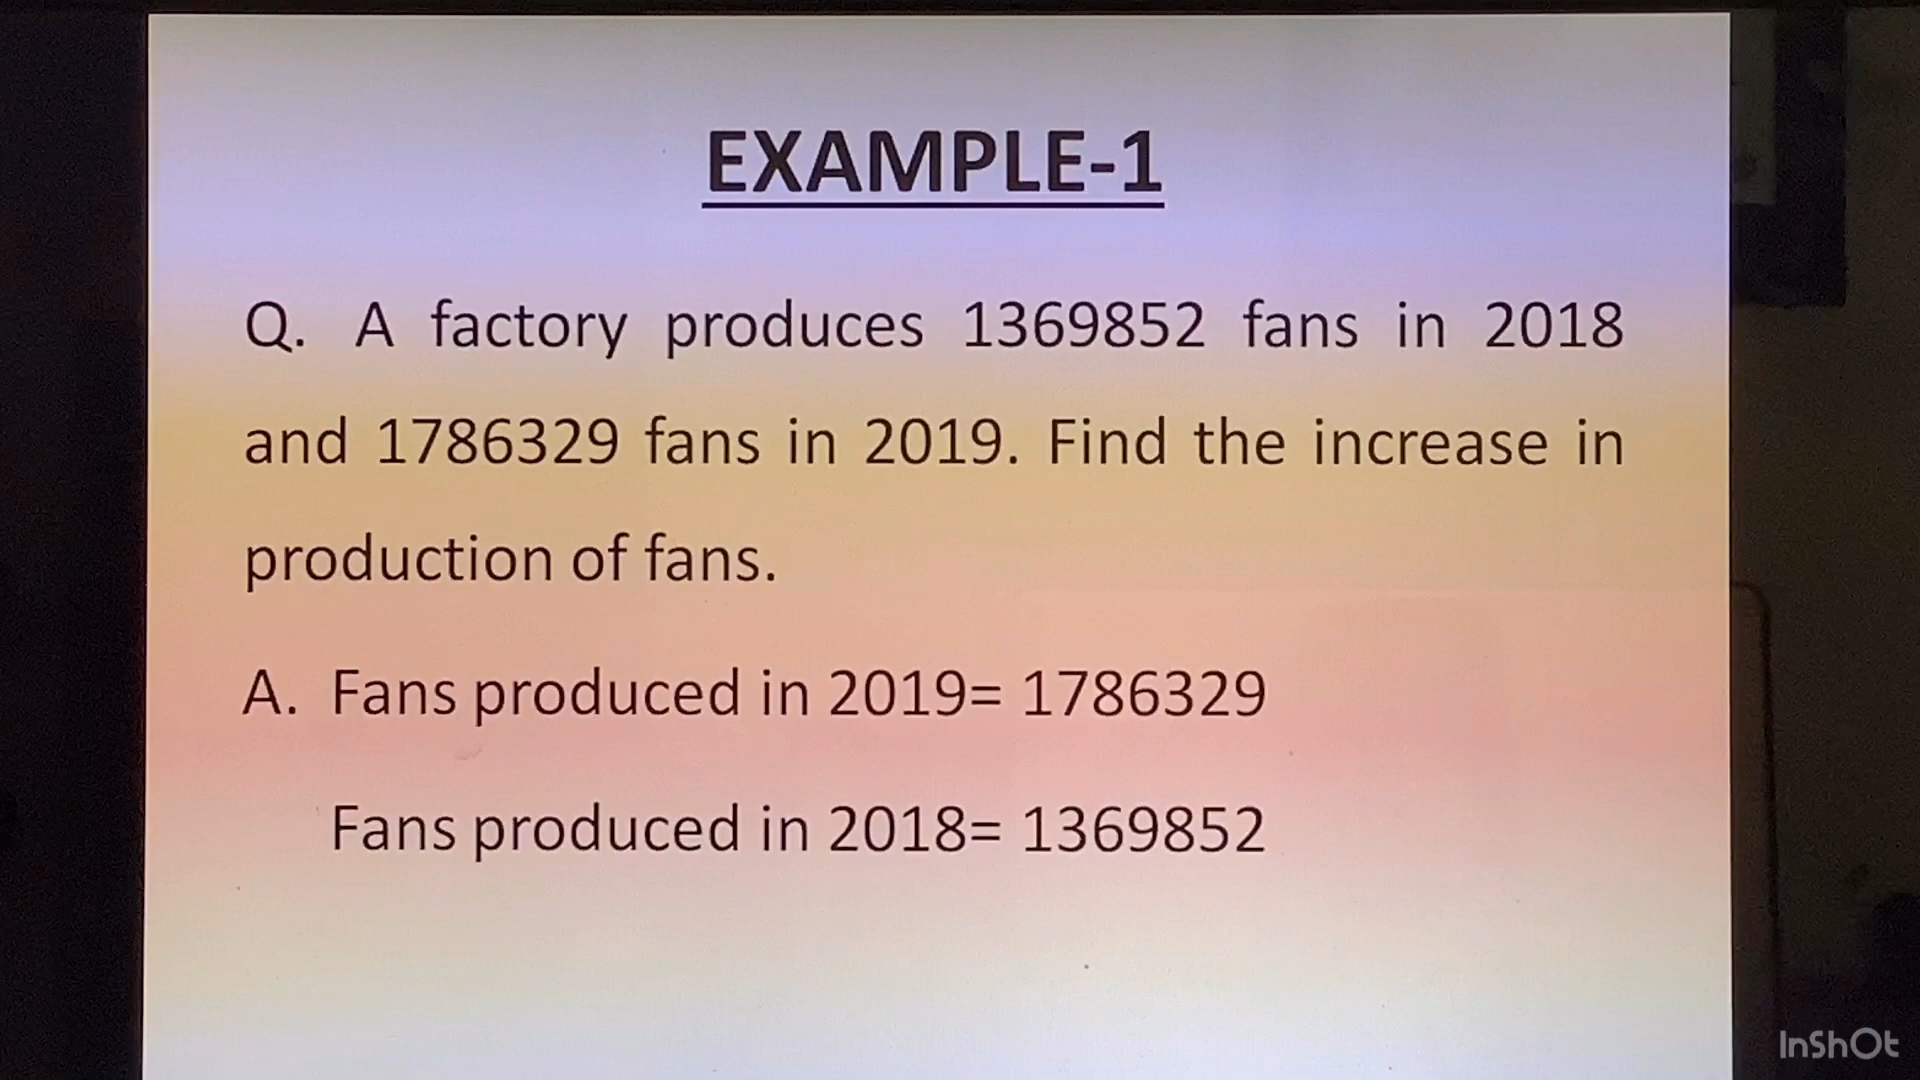 EXAMPLE-1
Q. A factory produces 1369852 fans in 2018
and 1786329 fans in 2019. Find the increase in
production of fans.
A. Fans produced in 2019= 1786329
Fans produced in 2018= 1369852
InShOt